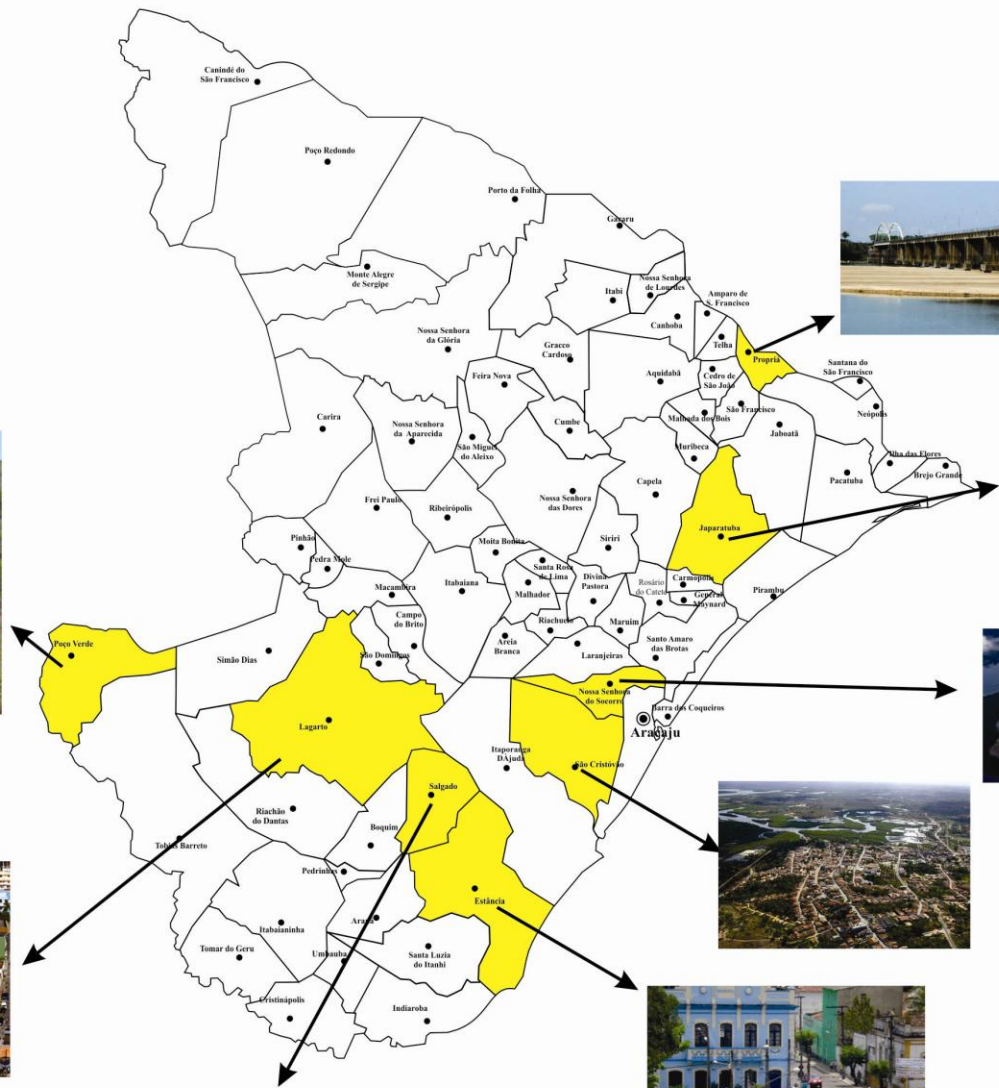 Canindé do
São Francisco
Poço Redondo
Porto da Folha
Gararu
Monte Alegre
de Sergipe
Nossa Senhora
de Lourdes
Itabi
Amparo de
S. Francisco
Canhoba
Telha
Propriá
Nossa Senhora
da Glória
Gracco
Cardoso
Feira Nova
Aquidabã
Cedro de
São João
Santana do
São Francisco
Neópolis
São Francisco
Malhada dos Bois
Jaboatã
Carira
Nossa Senhora
da Aparecida
São Miguel
do Aleixo
Cumbe
Muribeca
Ilha das Flores
Brejo Grande
Pacatuba
Capela
Frei Paulo
Ribeirópolis
Nossa Senhora
das Dores
Japaratuba
Siriri
Pinhão
Pedra Mole
Moita Bonita
Santa Rosa
de Lima
Malhador
Divina
Pastora
Rosário
do Catete
Carmópolis
General
Maynard
Pirambu
Macambira
Itabaiana
Campo
do Brito
Riachuelo
Maruim
Areia
Branca
Laranjeiras
Santo Amaro
das Brotas
Poço Verde
Simão Dias
São Domingos
Nossa Senhora
do Socorro
Barra dos Coqueiros
Aracaju
Lagarto
Itaporanga
DÀjuda
São Cristóvão
Salgado
Riachão
do Dantas
Boquim
Tobias Barreto
Pedrinhas
Estância
Arauá
Itabaianinha
Tomar do Geru
Umbauba
Santa Luzia
do Itanhi
Cristinápolis
Indiaroba